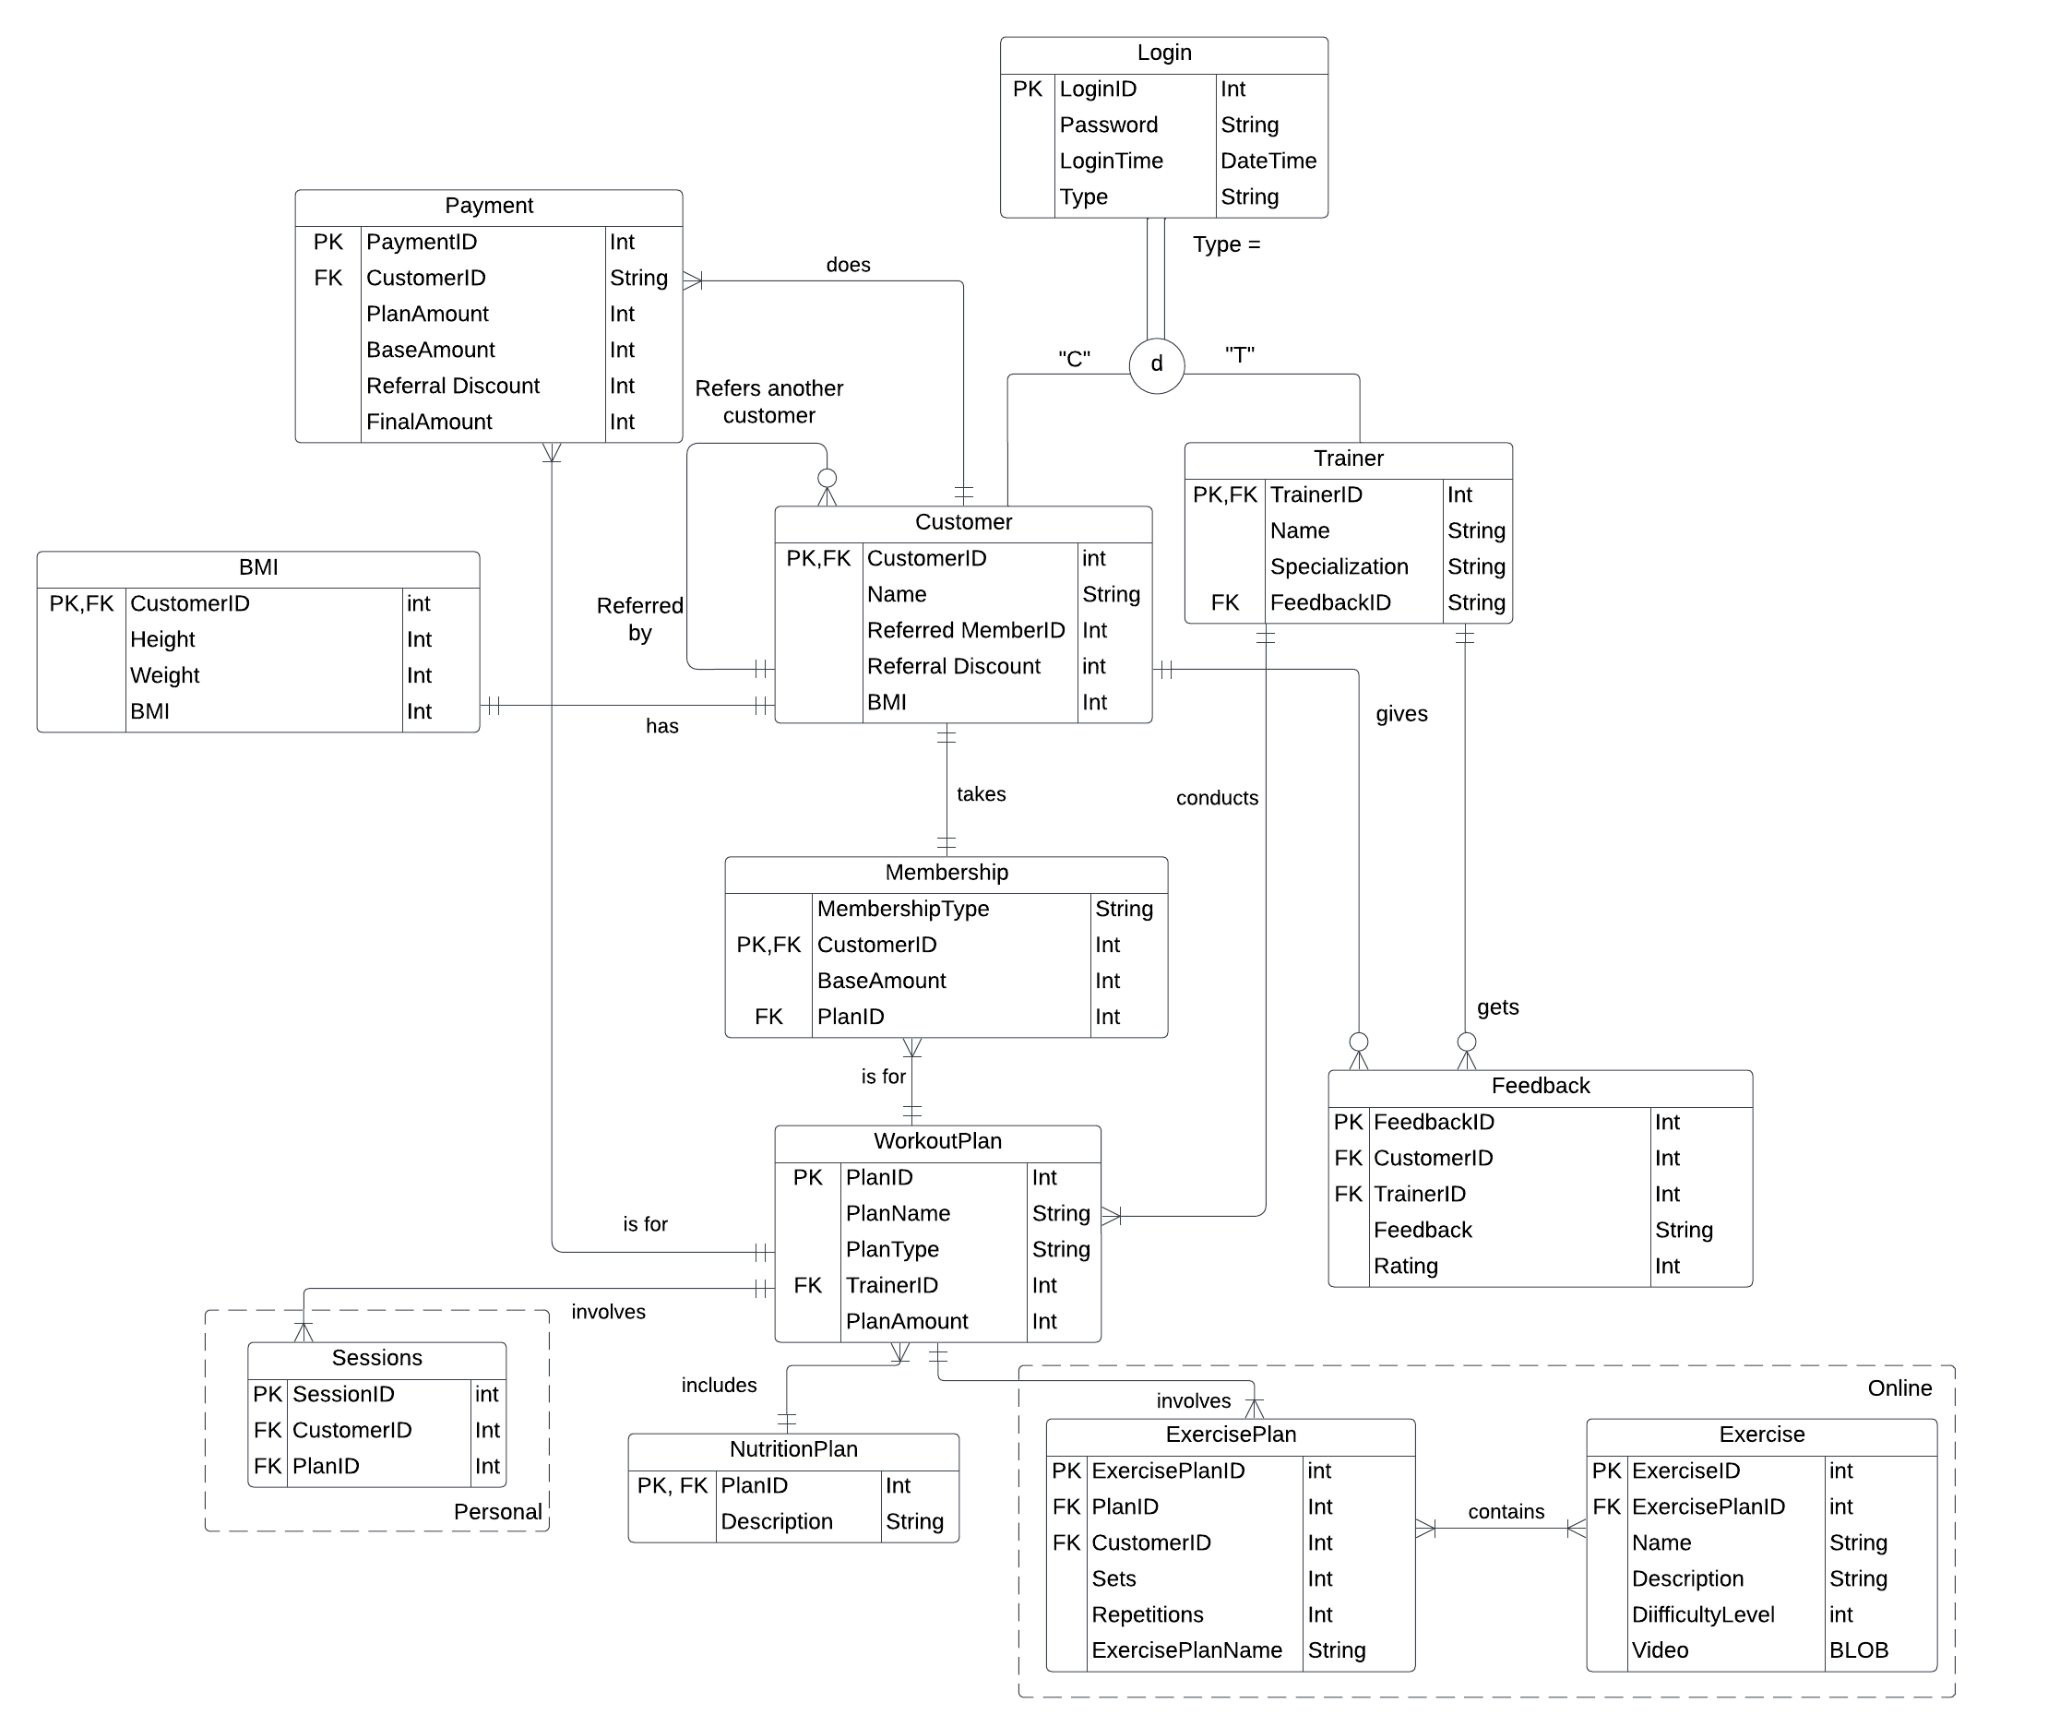 Login
PK LoginID Int
Password String
LoginTime DateTime
Type String
Type =
d
"C"
"T"
Payment
PK PaymentID Int
FK CustomerID String
PlanAmount Int
BaseAmount Int
Referral Discount Int
FinalAmount Int
does
Refers another
customer
Referred
by
Customer
PK,FK CustomerID int
Name String
Referred MemberID Int
Referral Discount int
BMI Int
Trainer
PK,FK TrainerID Int
Name String
Specialization String
FK FeedbackID String
BMI
PK,FK CustomerID int
Height Int
Weight Int
BMI Int
has
takes
conducts
gives
gets
Membership
MembershipType String
PK,FK CustomerID Int
BaseAmount Int
FK PlanID Int
is for
Feedback
PK FeedbackID Int
FK CustomerID Int
FK TrainerID Int
Feedback String
Rating Int
WorkoutPlan
PK PlanID Int
PlanName String
PlanType String
FK TrainerID Int
PlanAmount Int
is for
involves
Sessions
PK SessionID int
FK CustomerID Int
FK PlanID Int
Personal
includes
NutritionPlan
PK, FK PlanID Int
Description String
involves
Online
ExercisePlan
PK ExercisePlanID int
FK PlanID Int
FK CustomerID Int
Sets Int
Repetitions Int
ExercisePlanName String
contains
Exercise
PK ExerciseID int
FK ExercisePlanID int
Name String
Description String
DiifficultyLevel int
Video BLOB